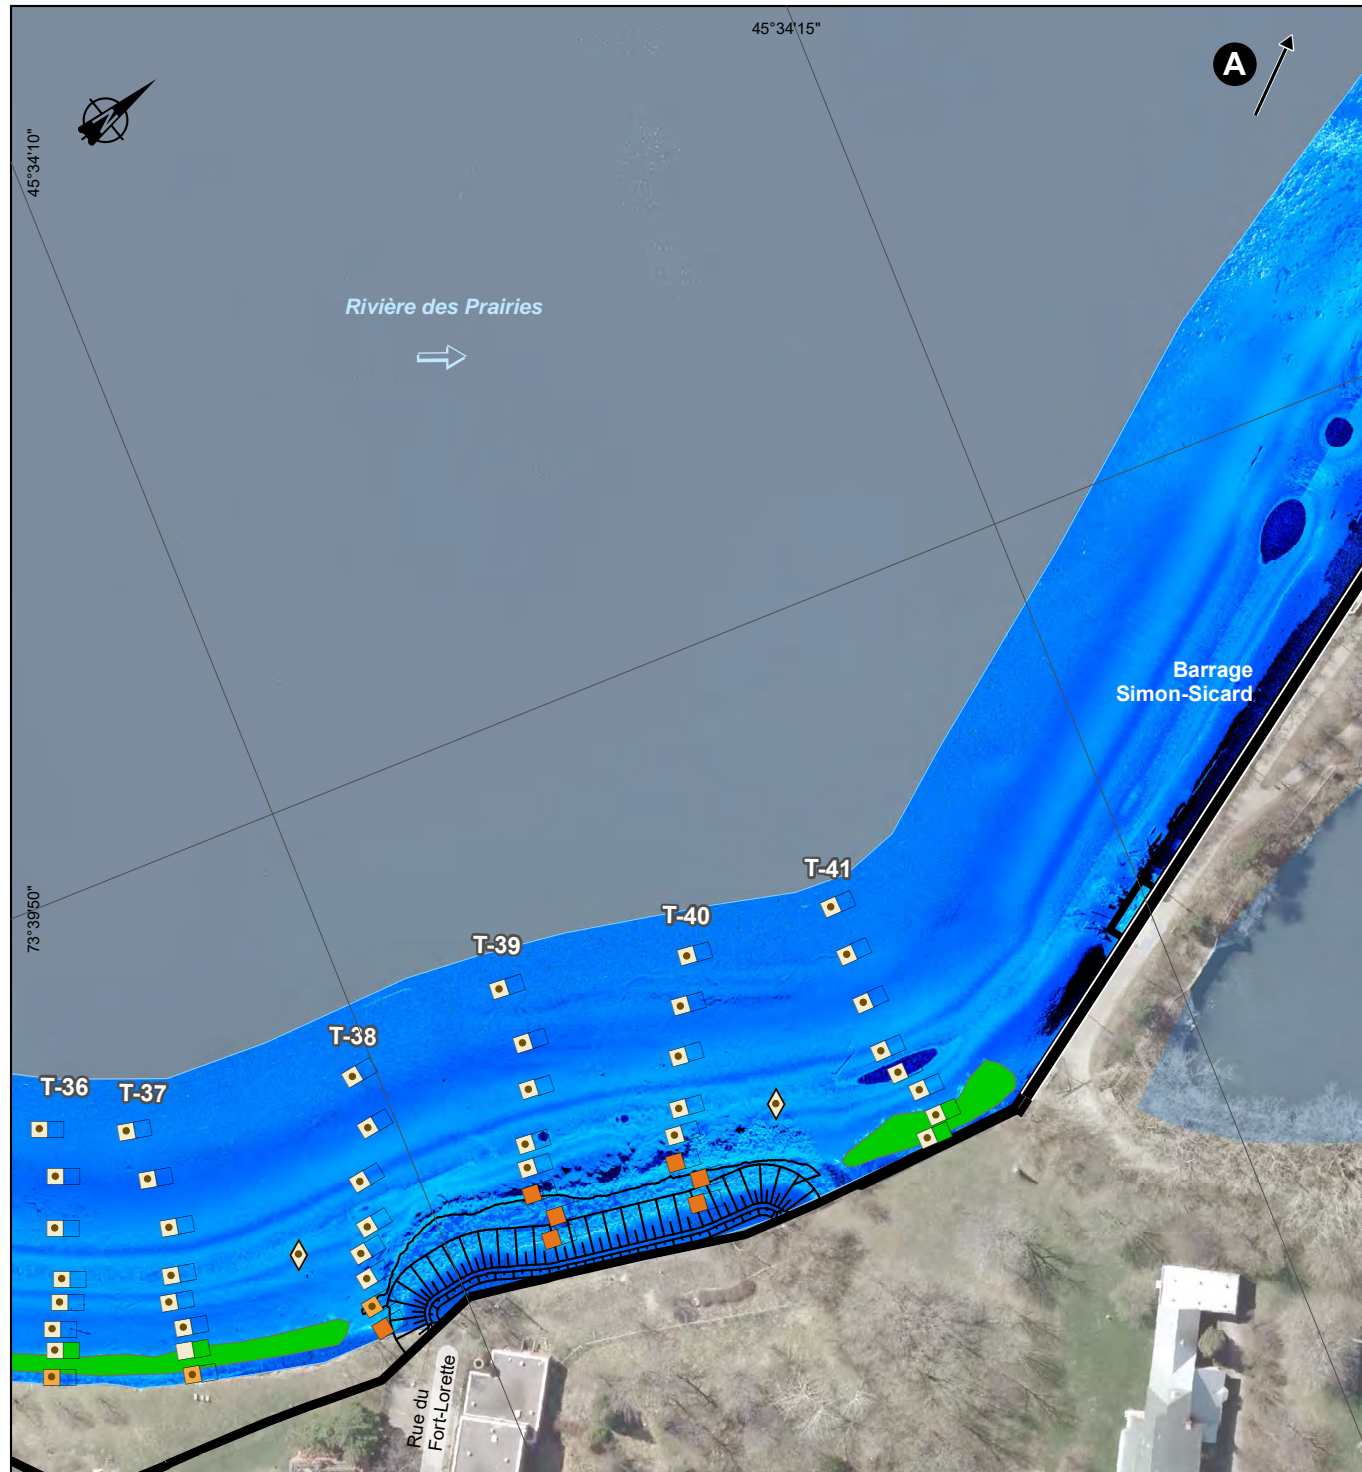 45°34'15"
A
45°34'10"
Rivière des Prairies
Barrage
Simon-Sicard
T-41
73°39'50"
T-40
T-39
T-38
T-36
T-37
Rue du
Fort-Lorette